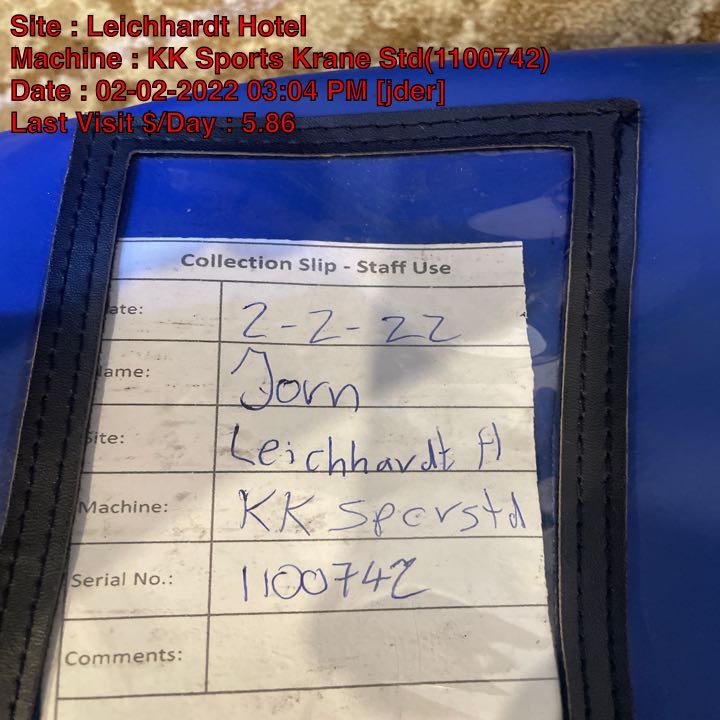 Site : Leichhardt Hotel
Machine : KK Sports Krane Std(1100742)
Date : 02-02-2022 03:04 PM [jder]
Last Visit $/Day : 5.86
Collection Slip - Staff Use
ate: 2-2-22
ame: Jorn
Site: Leichhardt H
Machine: KK Sporstd
Serial No.: 1100742
Comments: